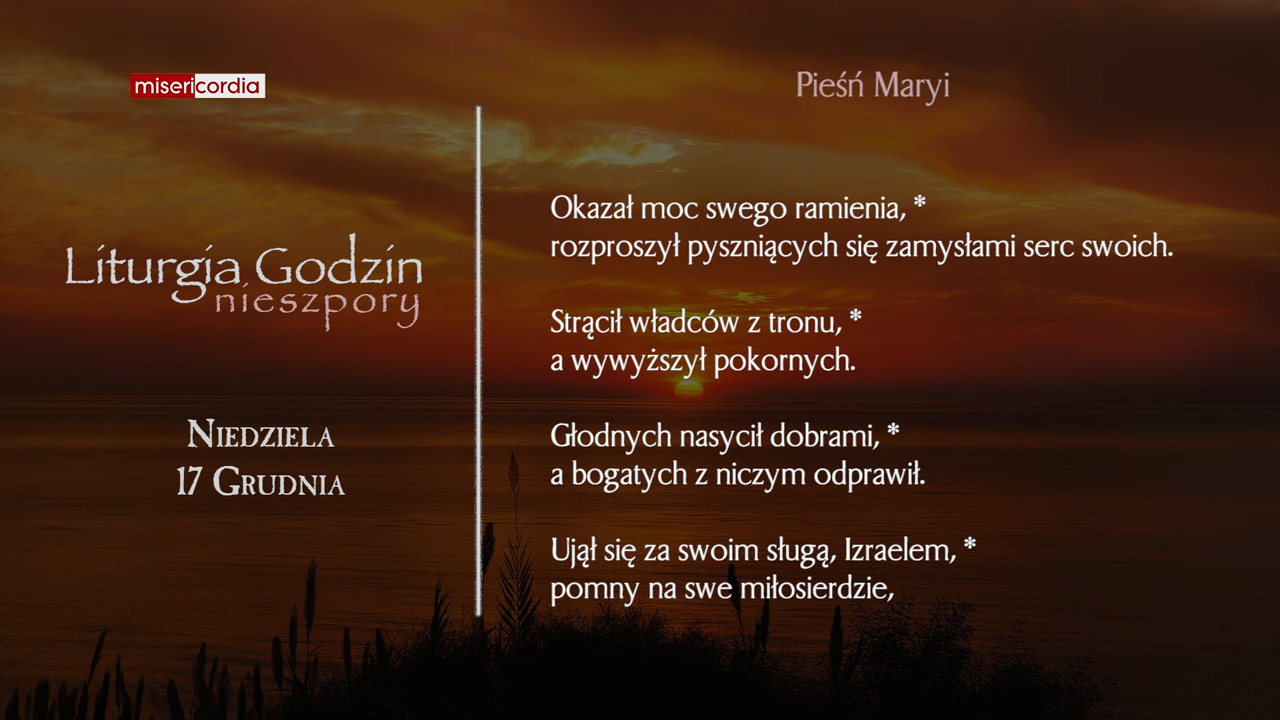 misericordia
Liturgia Godzin
nieszpory
Niedziela
17 Grudnia
Pieśń Maryi
Okazał moc swego ramienia, *
rozproszył pyszniących się zamysłami serc swoich.
Strącił władców z tronu, *
a wywyższył pokornych.
Głodnych nasycił dobrami, *
a bogatych z niczym odprawił.
Ujął się za swoim sługą, Izraelem, *
pomny na swe miłosierdzie,